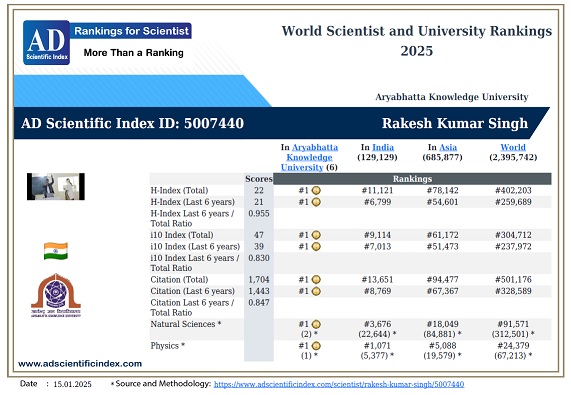 AD
Scientific Index
Rankings for Scientist
More Than a Ranking
World Scientist and University Rankings
2025
Aryabhatta Knowledge University
AD Scientific Index ID: 5007440 Rakesh Kumar Singh
In Aryabhatta Knowledge University (6) In India (129,129) In Asia (685,877) World (2,395,742)
Scores Rankings
H-Index (Total) 22 #1 #11,121 #78,142 #402,203
H-Index (Last 6 years) 21 #1 #6,799 #54,601 #259,689
H-Index Last 6 Years / 0.955
Total Ratio
i10 Index (Total) 47 #1 #9,114 #61,172 #304,712
i10 Index (Last 6 years) 39 #1 #7,013 #51,473 #237,972
i10 Index Last 6 Years / 0.830
Total Ratio
Citation (Total) 1,704 #1 #13,651 #94,477 #501,176
Citation (Last 6 years) 1,443 #1 #8,769 #67,343 #328,589
Citation Last 6 Years / 0.847
Total Ratio
Natural Sciences * #1 #3,676 #18,049 #91,571
(2) * (22,644) * (84,881) * (312,501) *
Physics * #1 #1,071 #5,088 #24,379
(1) * (5,377) * (19,579) * (67,213) *
www.adscientificindex.com
Date : 15.01.2025 * Source and Methodology: https://www.adscientificindex.com/scientist/rakesh-kumar-singh/5007440